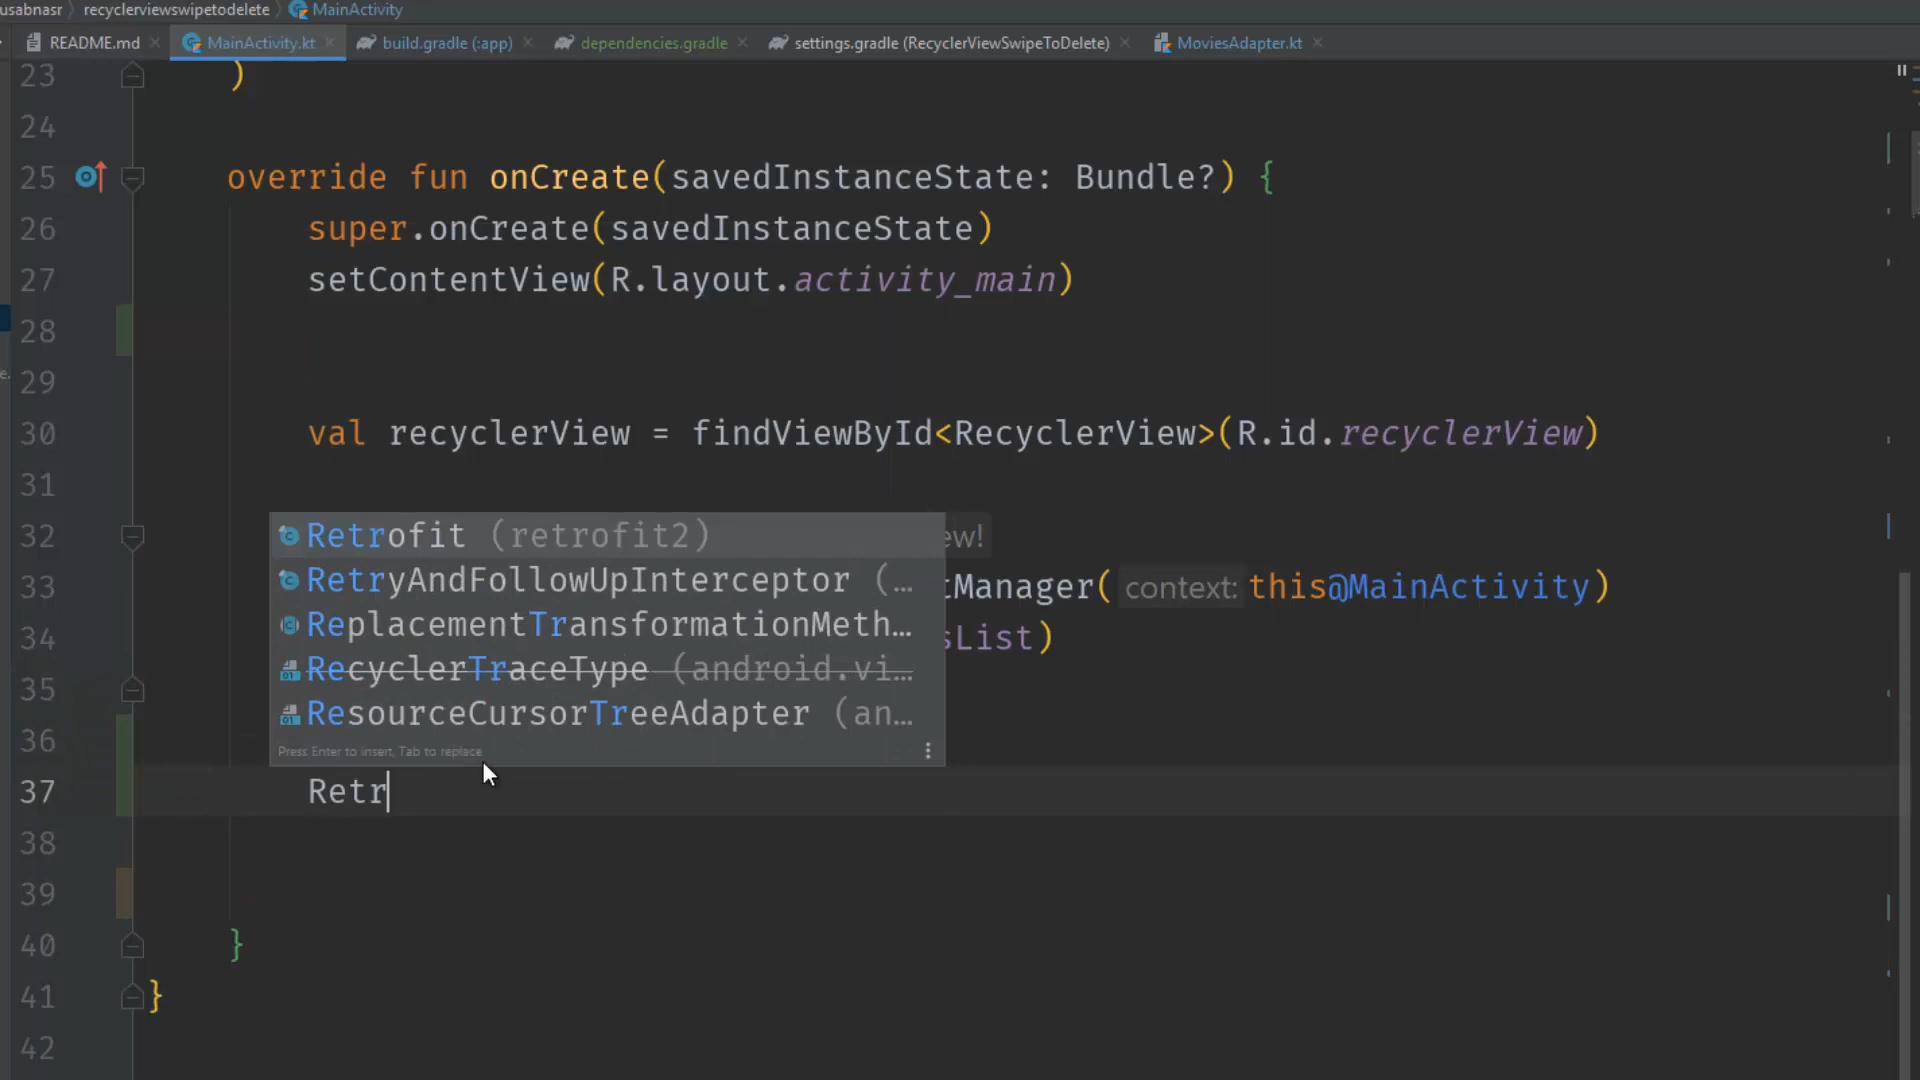 usabnasr recyclerviewswipetodelete MainActivity
README.md MainActivity.kt build.gradle (:app) dependencies.gradle settings.gradle (RecyclerViewSwipeToDelete) MoviesAdapter.kt
23 )
24
25 override fun onCreate(savedInstanceState: Bundle?) {
26 super.onCreate(savedInstanceState)
27 setContentView(R.layout.activity_main)
28
29
30 val recyclerView = findViewById<RecyclerView>(R.id.recyclerView)
31
32 ew!
33 tManager( context: this@MainActivity)
34 sList)
35
36
Retrofit (retrofit2)
RetryAndFollowUpInterceptor (…
ReplacementTransformationMeth…
RecyclerTraceType (android.vi…
ResourceCursorTreeAdapter (an…
Press Enter to insert, Tab to replace
37 Retr
38
39
40 }
41 }
42